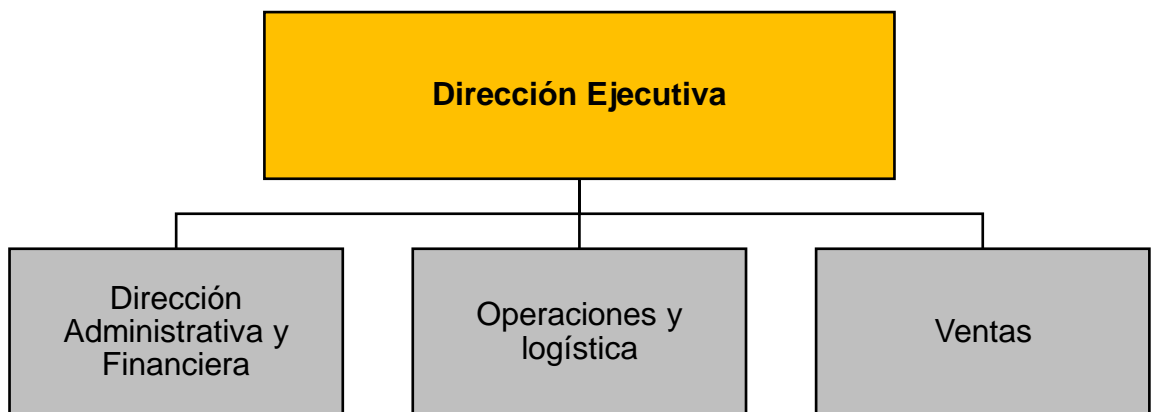 Dirección Ejecutiva
Dirección
Administrativa y
Financiera
Operaciones y
logística
Ventas